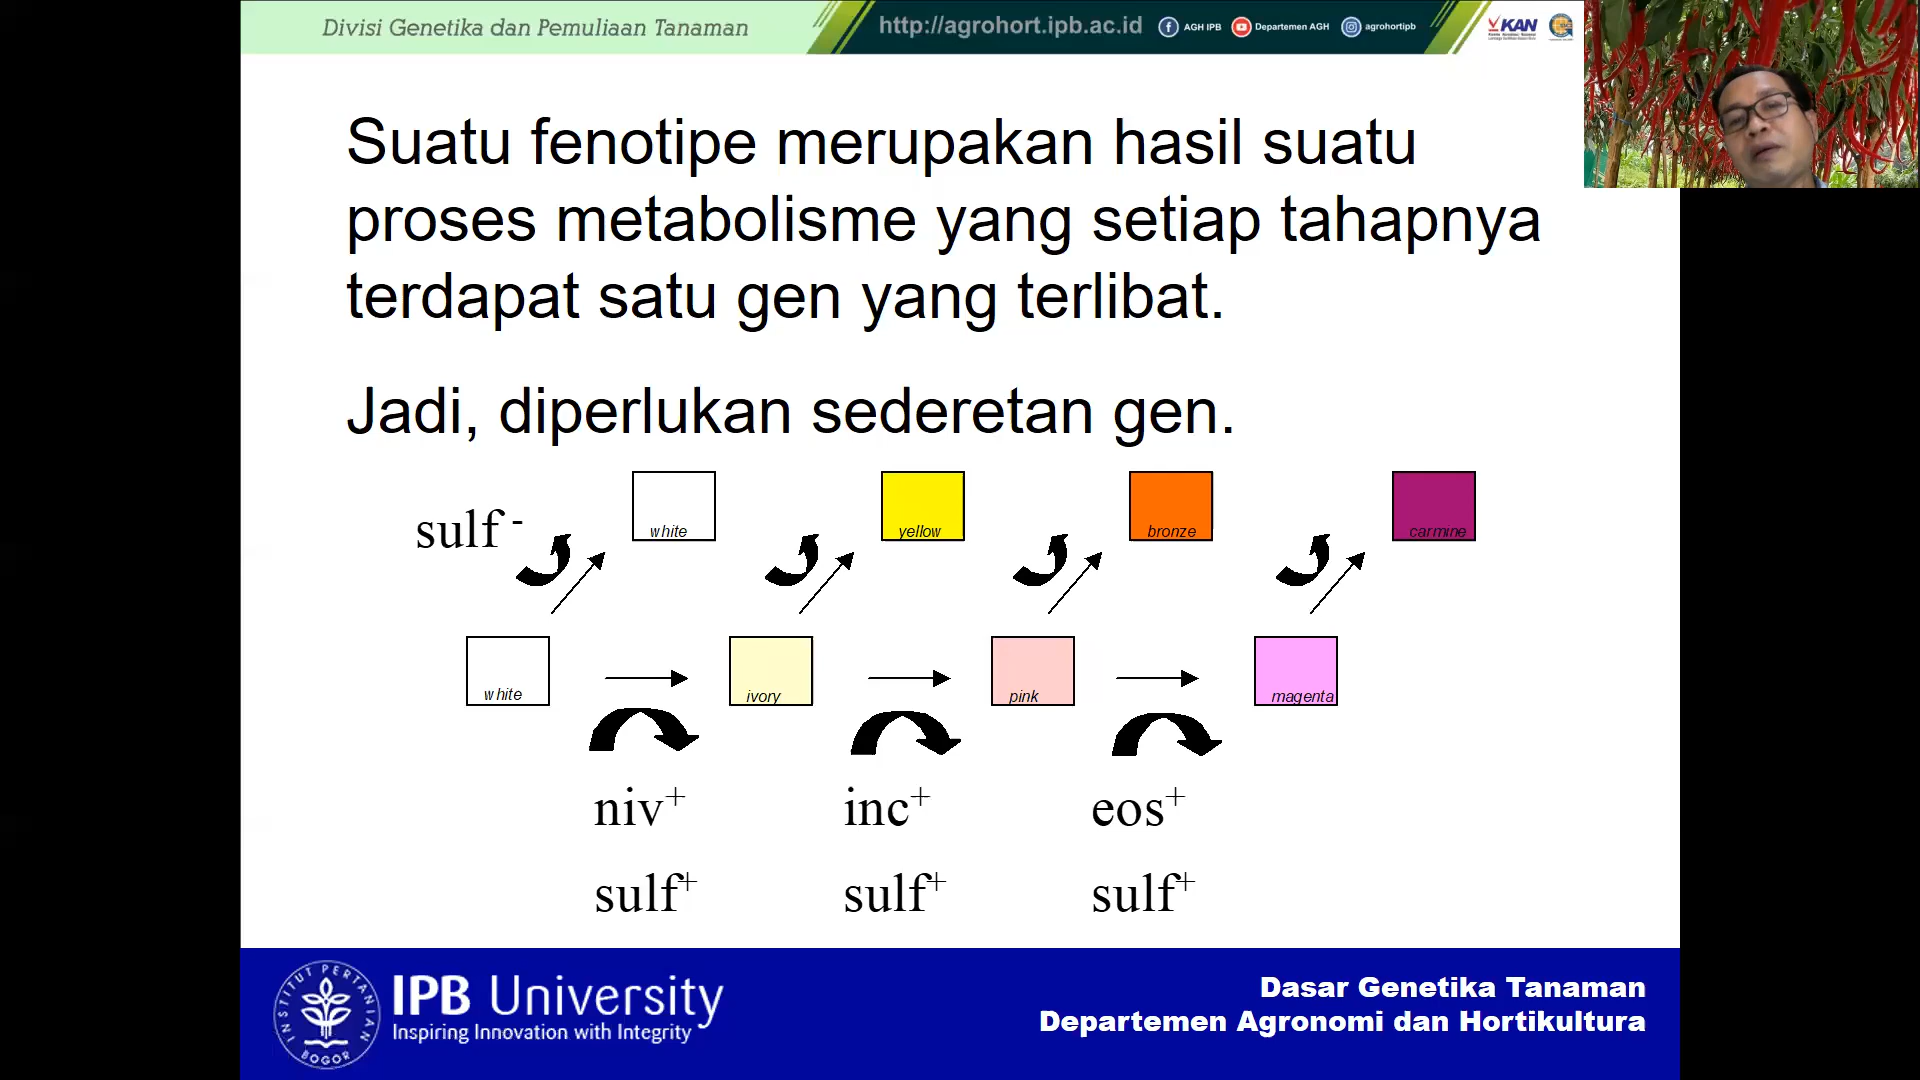 Divisi Genetika dan Pemuliaan Tanaman
http://agrohort.ipb.ac.id
AGH IPB
Departemen AGH
agrohortipb
KAN
Suatu fenotipe merupakan hasil suatu
proses metabolisme yang setiap tahapnya
terdapat satu gen yang terlibat.
Jadi, diperlukan sederetan gen.
sulf -
white
yellow
bronze
carmine
white
ivory
pink
magenta
niv+
inc+
eos+
sulf+
sulf+
sulf+
INSTITUT PERTANIAN BOGOR
IPB University
Inspiring Innovation with Integrity
Dasar Genetika Tanaman
Departemen Agronomi dan Hortikultura